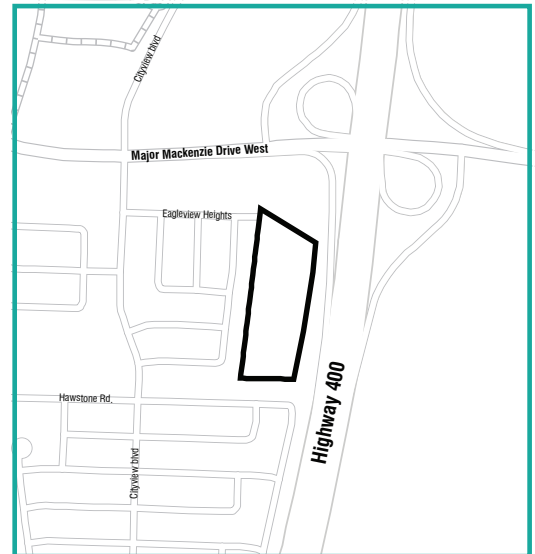 Cityview blvd
Major Mackenzie Drive West
Eagleview Heights
Highway 400
Hawstone Rd.
Cityview blvd